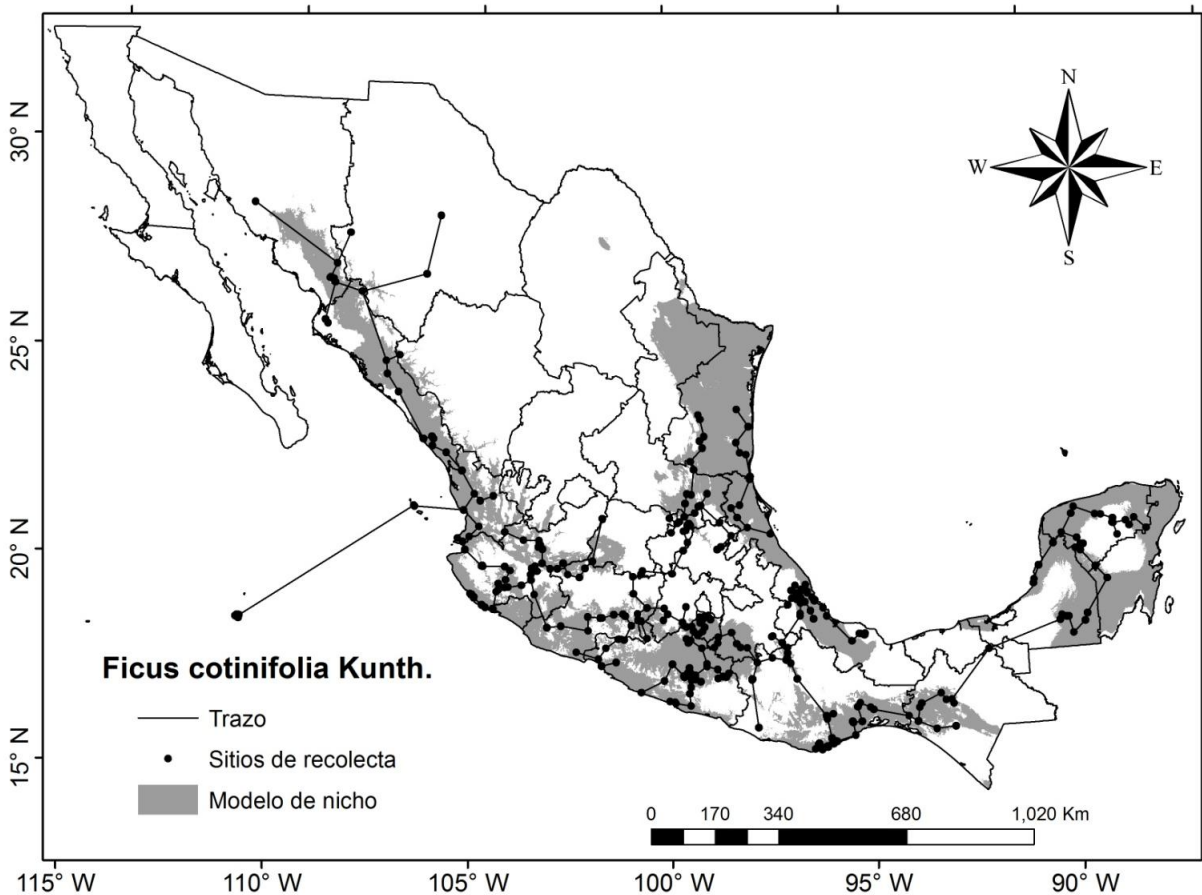 N
W E
S
30° N
25° N
20° N
15° N
Ficus cotinifolia Kunth.
Trazo
Sitios de recolecta
Modelo de nicho
0 170 340 680 1,020 Km
115° W 110° W 105° W 100° W 95° W 90° W